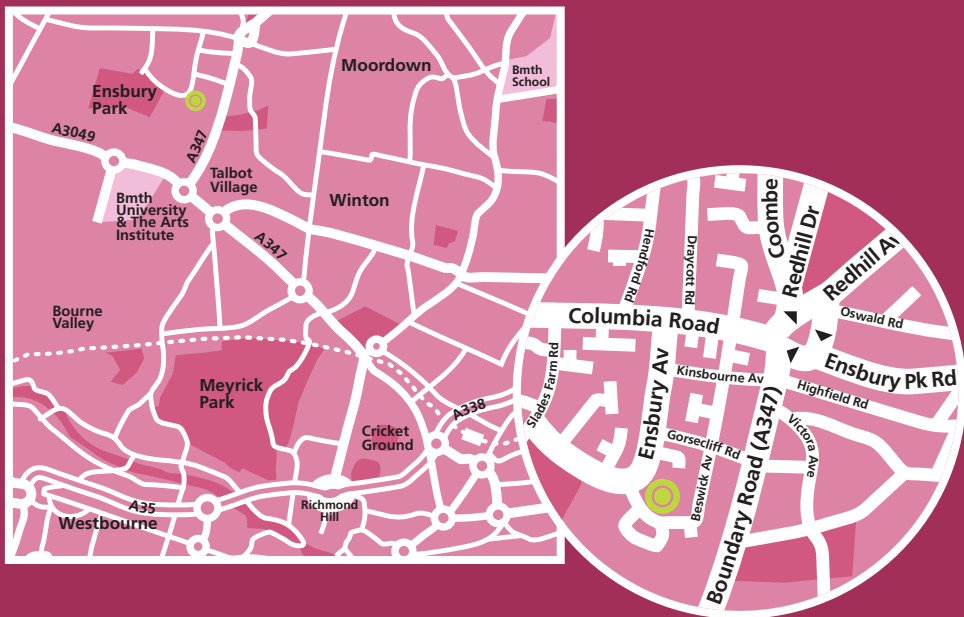 Moordown
Bmth
School
Ensbury
Park
A3049
A347
Talbot
Village
Bmth
University
& The Arts
Institute
Winton
A347
Bourne
Valley
Meyrick
Park
A338
Cricket
Ground
A35
Westbourne
Richmond
Hill
Coombe
Redhill Dr
Redhill Av
Hendford Rd
Draycott Rd
Oswald Rd
Columbia Road
Slades Farm Rd
Ensbury Av
Kinsbourne Av
Ensbury Pk Rd
Highfield Rd
Gorsecliff Rd
Victora Ave
Beswick Av
Boundary Road (A347)